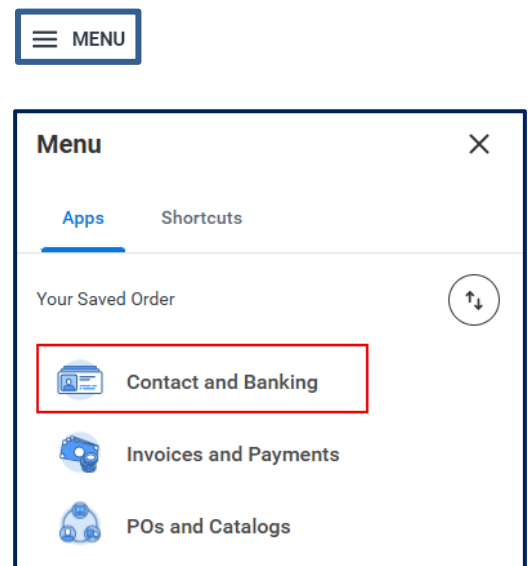 MENU
Menu
Apps Shortcuts
Your Saved Order
Contact and Banking
Invoices and Payments
POs and Catalogs